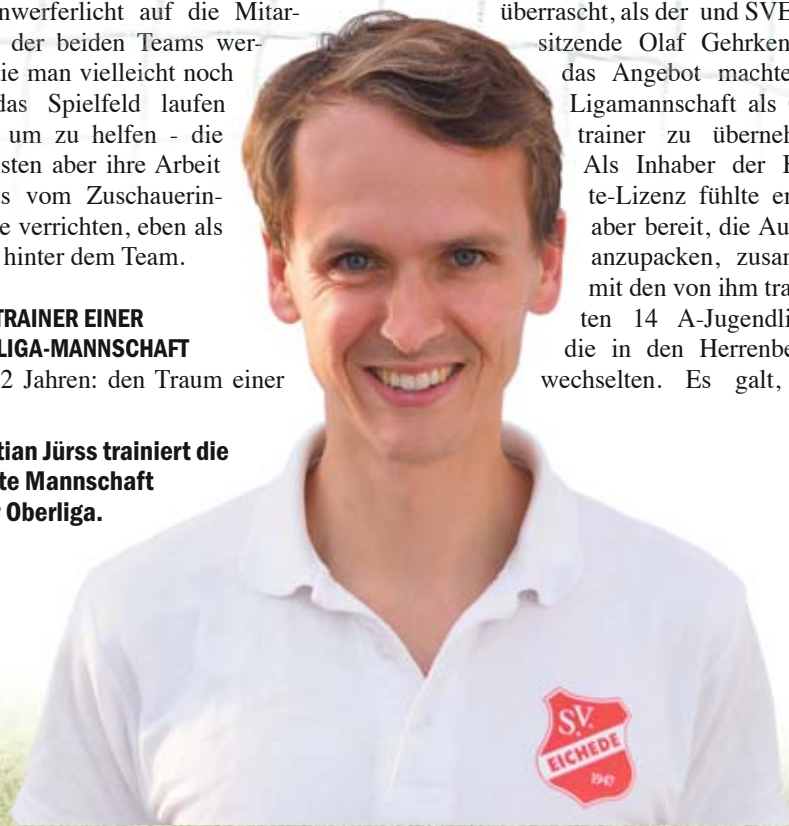 nwerferlicht auf die Mitar-
der beiden Teams wer-
ie man vielleicht noch
das Spielfeld laufen
um zu helfen - die
sten aber ihre Arbeit
s vom Zuschauerin-
e verrichten, eben als
hinter dem Team.
TRAINER EINER
LIGA-MANNSCHAFT
2 Jahren: den Traum einer
tian Jürss trainiert die
te Mannschaft
r Oberliga.
überrascht, als der und SVE
sitzende Olaf Gehrken
das Angebot machte
Ligamannschaft als
trainer zu überneh
Als Inhaber der
te-Lizenz fühlte er
aber bereit, die Au
anzupacken, zusan
mit den von ihm tra
ten 14 A-Jugendli
die in den Herrenbe
wechselten. Es galt,
S.V.
EICHEDE
1947